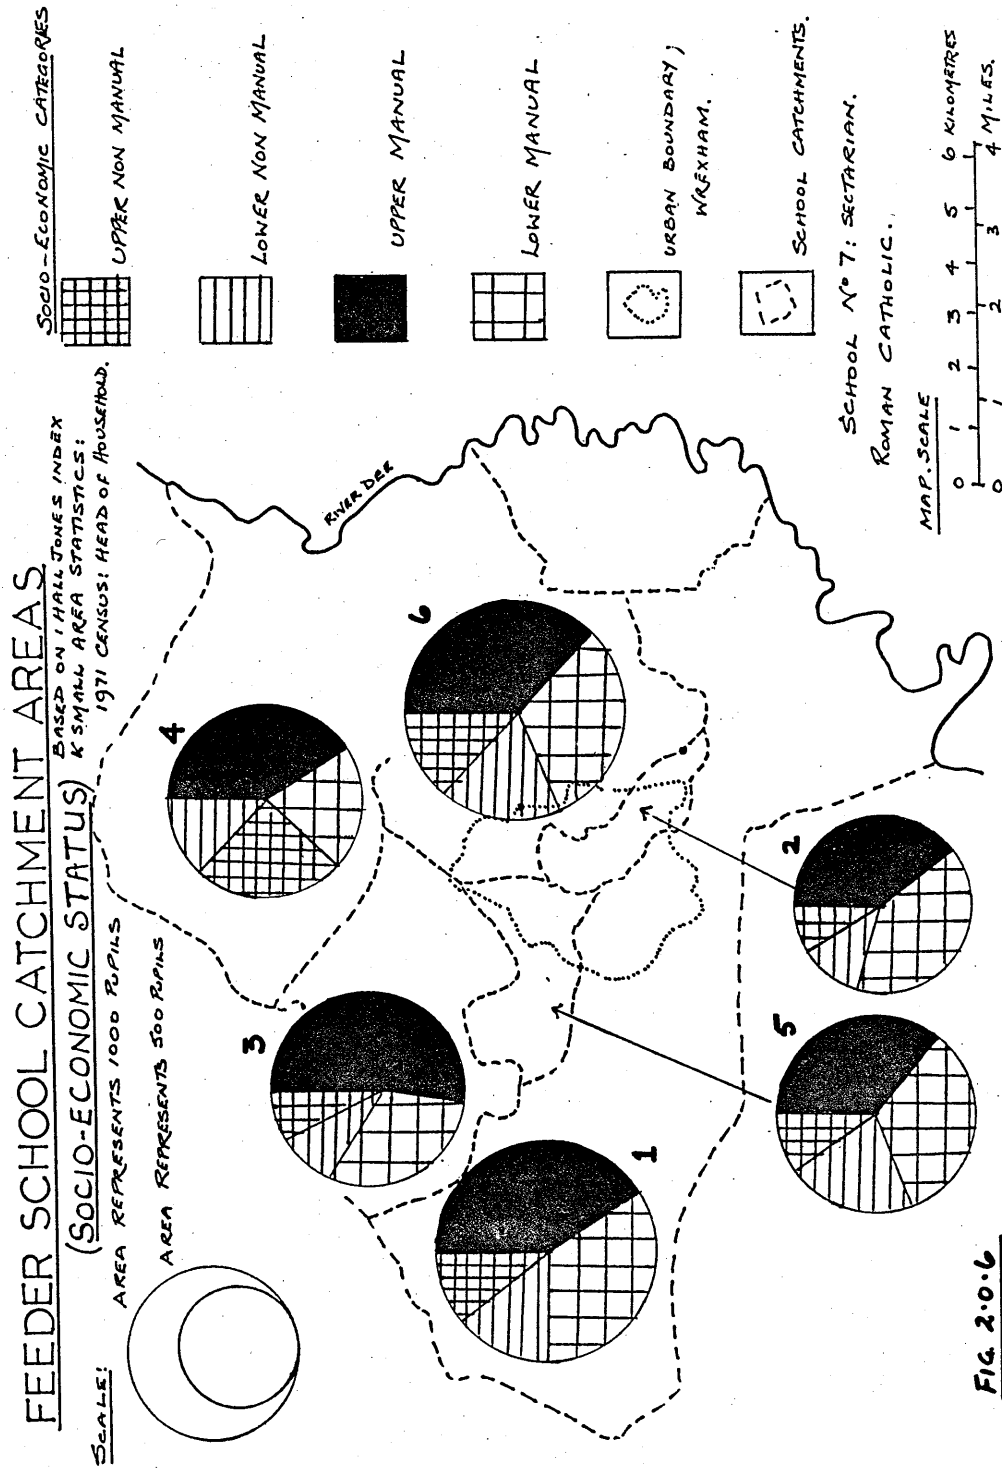 FEEDER SCHOOL CATCHMENT AREAS
(SOCIO-ECONOMIC STATUS)
BASED ON: HALL JONES INDEX
& SMALL AREA STATISTICS:
1971 CENSUS: HEAD OF HOUSEHOLD.
SCALE:
AREA REPRESENTS 1000 PUPILS
AREA REPRESENTS 500 PUPILS
SOCIO-ECONOMIC CATEGORIES
UPPER NON MANUAL
LOWER NON MANUAL
UPPER MANUAL
LOWER MANUAL
URBAN BOUNDARY;
WREXHAM.
SCHOOL CATCHMENTS.
SCHOOL No 7: SECTARIAN.
ROMAN CATHOLIC.
MAP. SCALE
0 1 2 3 4 5 6 KILOMETRES
0 1 2 3 4 MILES.
RIVER DEE
4
3
6
1
2
5
FIG. 2.0.6